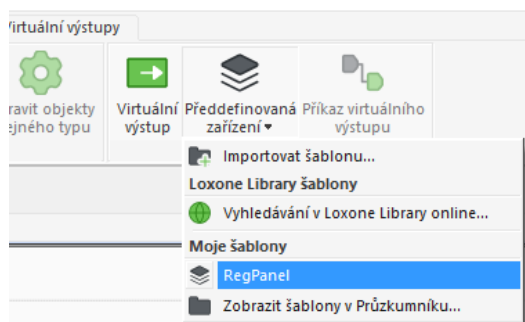 Virtuální výstupy
ravit objekty Virtuální Předdefinovaná Příkaz virtuálního
ejného typu výstup zařízení výstupu
Importovat šablonu...
Loxone Library šablony
Vyhledávání v Loxone Library online...
Moje šablony
RegPanel
Zobrazit šablony v Průzkumníku...